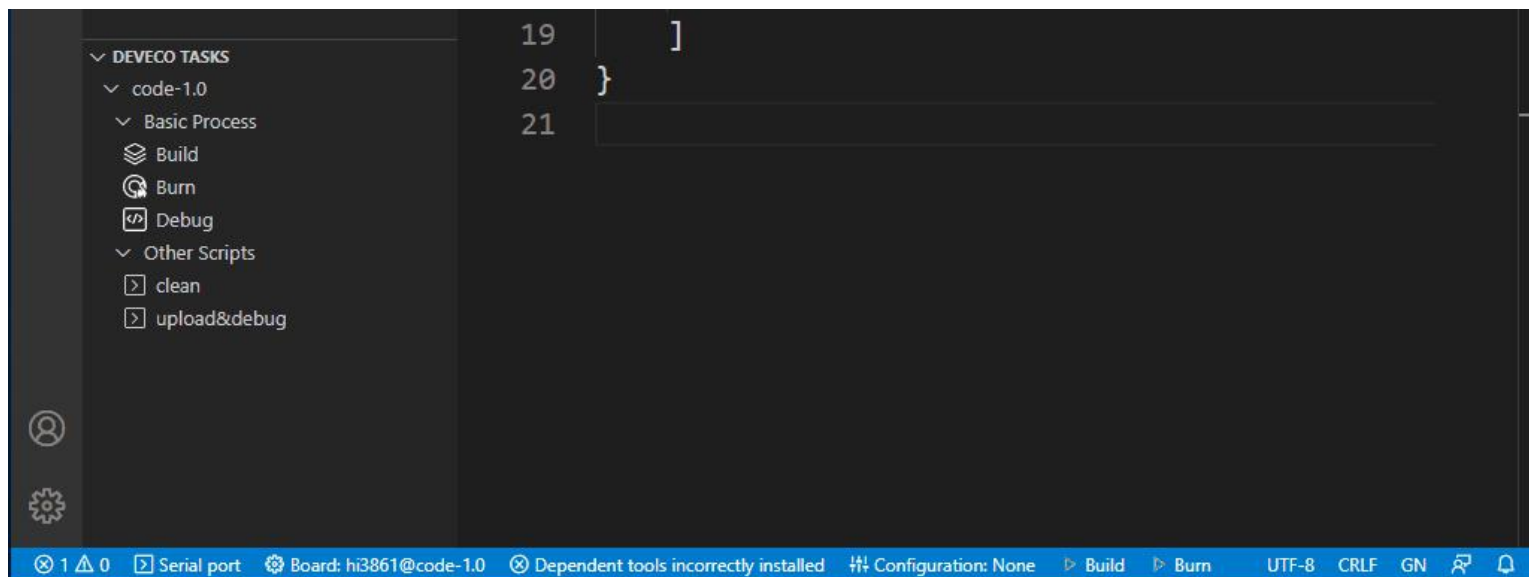 DEVECO TASKS
code-1.0
Basic Process
Build
Burn
Debug
Other Scripts
clean
upload&debug
19 ]
20 }
21
1 0 Serial port Board: hi3861@code-1.0 Dependent tools incorrectly installed Configuration: None Build Burn UTF-8 CRLF GN